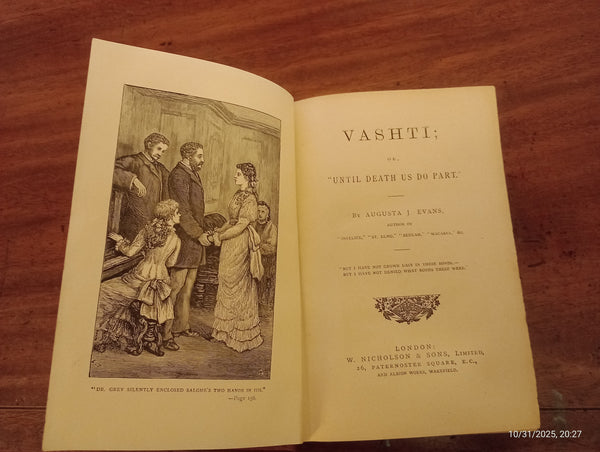 "DR. GREY SILENTLY ENCLOSED SALOME'S TWO HANDS IN HIS."
—Page 156.
VASHTI;
OR,
"UNTIL DEATH US DO PART."
BY AUGUSTA J. EVANS,
AUTHOR OF
"INFELICE," "ST. ELMO," "BEULAH," "MACARIA," &c.
"BUT I HAVE NOT GROWN EASY IN THESE BONDS,—
BUT I HAVE NOT DENIED WHAT BONDS THESE WERE."
LONDON:
W. NICHOLSON & SONS, LIMITED,
26, PATERNOSTER SQUARE, E.C.,
AND ALBION WORKS, WAKEFIELD.
10/31/2025, 20:27